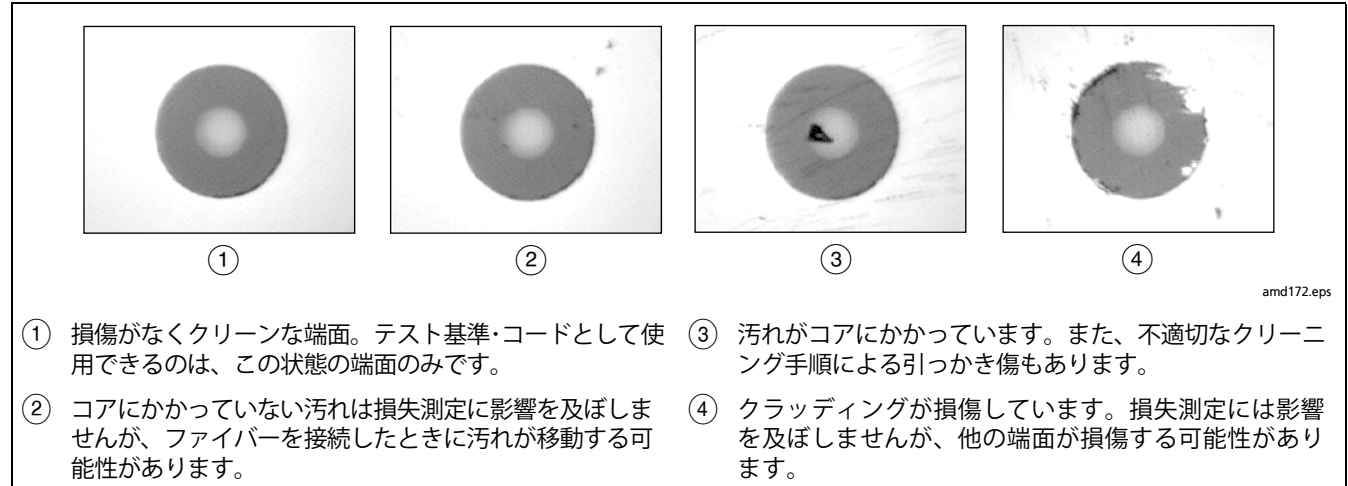 ①
②
③
④
amd172.eps
① 損傷がなくクリーンな端面。テスト基準・コードとして使
用できるのは、この状態の端面のみです。
② コアにかかっていない汚れは損失測定に影響を及ぼしま
せんが、ファイバーを接続したときに汚れが移動する可
能性があります。
③ 汚れがコアにかかっています。また、不適切なクリーニ
ング手順による引っかき傷もあります。
④ クラッディングが損傷しています。損失測定には影響
を及ぼしませんが、他の端面が損傷する可能性があり
ます。